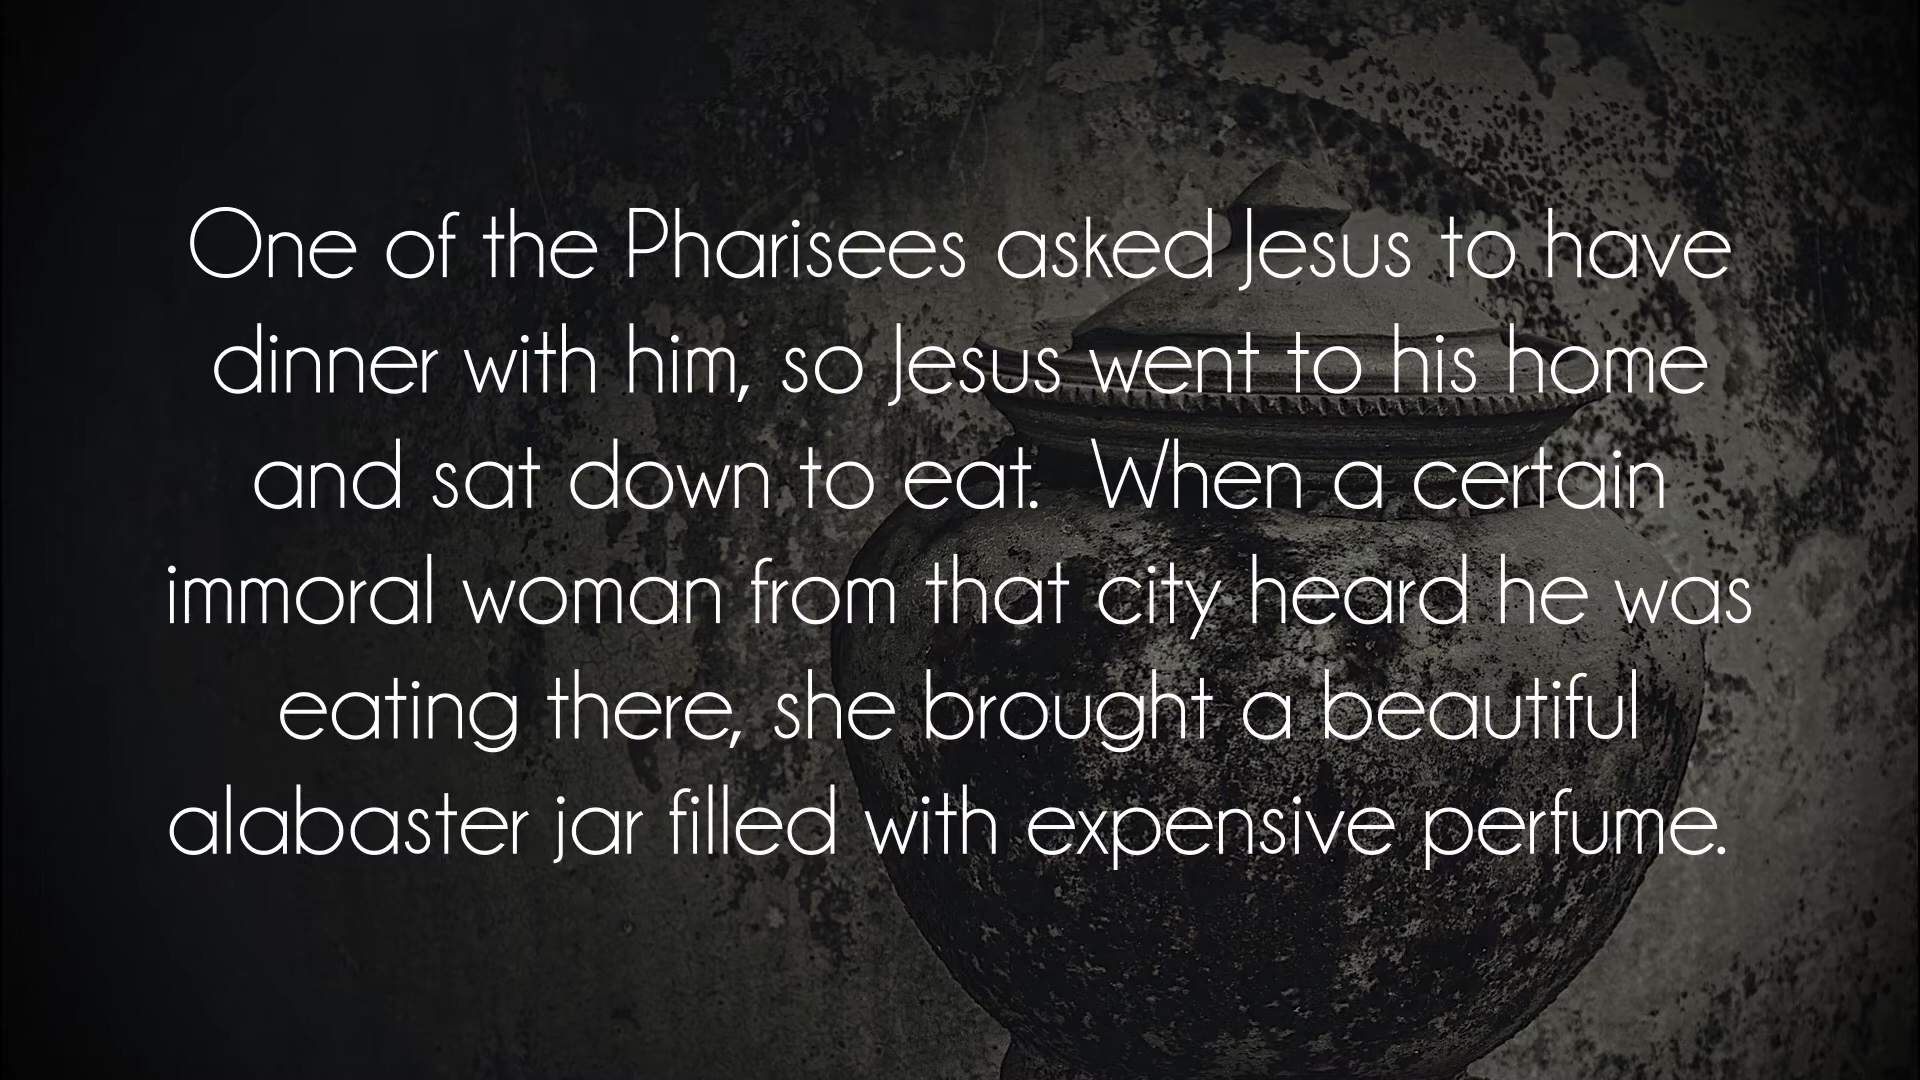 One of the Pharisees asked Jesus to have
dinner with him, so Jesus went to his home
and sat down to eat.  When a certain
immoral woman from that city heard he was
eating there, she brought a beautiful
alabaster jar filled with expensive perfume.